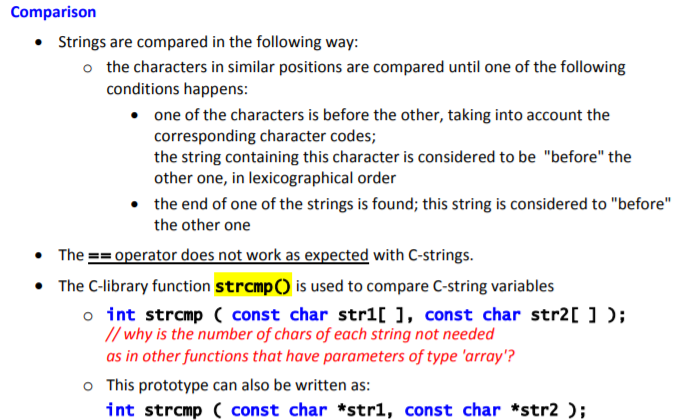 Comparison
• Strings are compared in the following way:
o the characters in similar positions are compared until one of the following
conditions happens:
• one of the characters is before the other, taking into account the
corresponding character codes;
the string containing this character is considered to be "before" the
other one, in lexicographical order
• the end of one of the strings is found; this string is considered to "before"
the other one
• The == operator does not work as expected with C-strings.
• The C-library function strcmp() is used to compare C-string variables
o int strcmp ( const char str1[ ], const char str2[ ] );
// why is the number of chars of each string not needed
as in other functions that have parameters of type 'array'?
o This prototype can also be written as:
int strcmp ( const char *str1, const char *str2 );